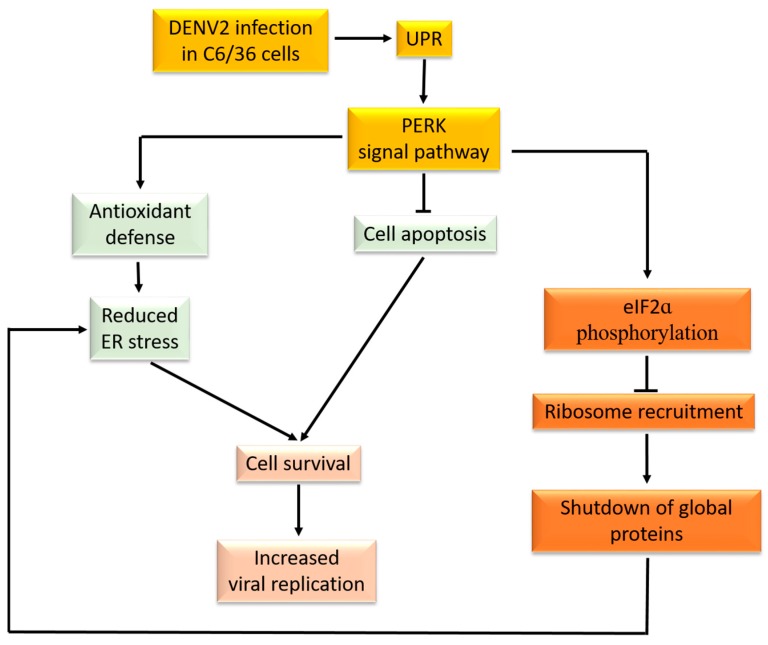 DENV2 infection
in C6/36 cells
UPR
PERK
signal pathway
Antioxidant
defense
Cell apoptosis
Reduced
ER stress
eIF2α
phosphorylation
Ribosome recruitment
Cell survival
Shutdown of global
proteins
Increased
viral replication